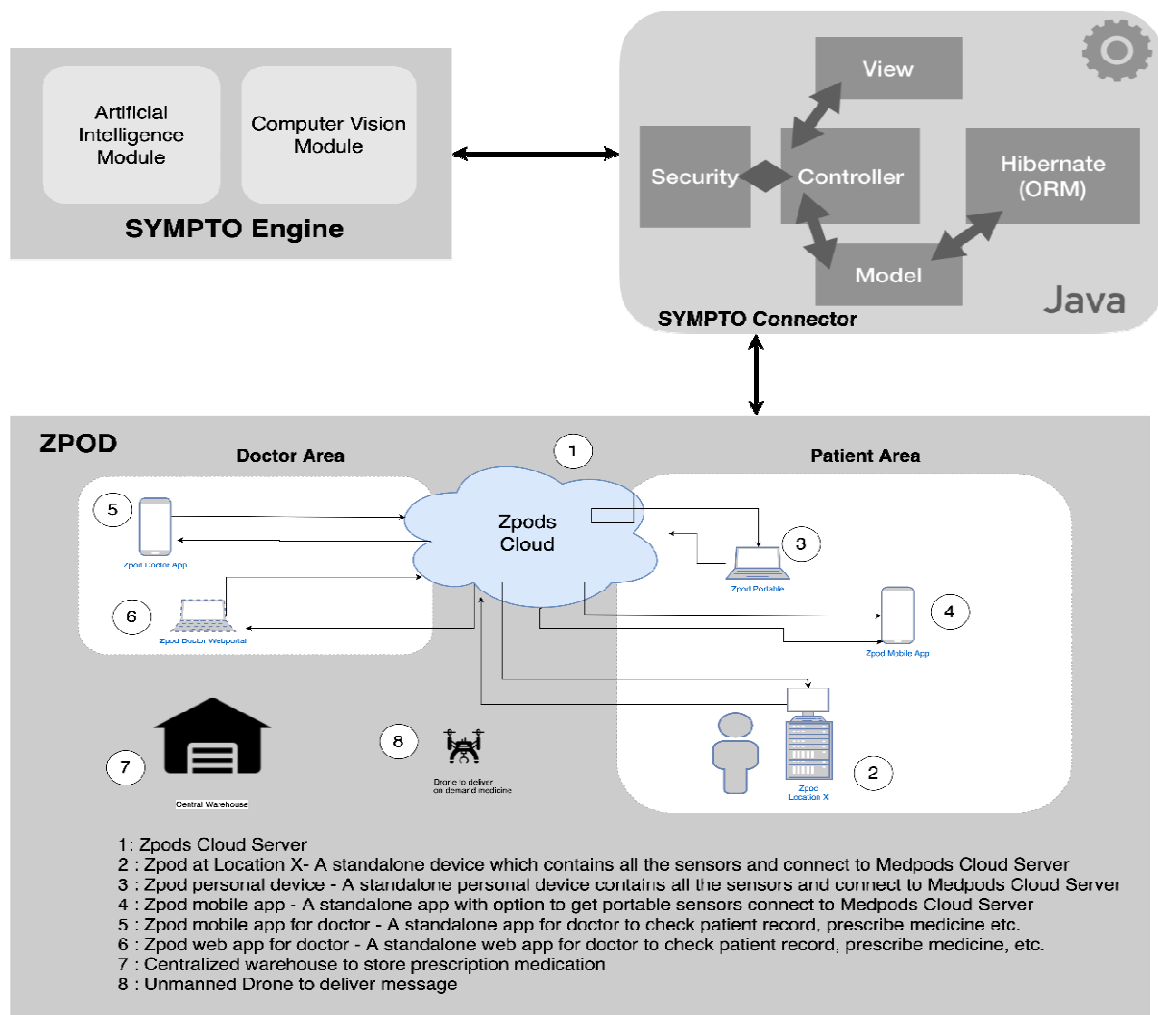 Artificial
Intelligence
Module
Computer Vision
Module
SYMPTO Engine
View
Security
Controller
Hibernate
(ORM)
Model
Java
SYMPTO Connector
ZPOD
Doctor Area
1
Patient Area
5
Zpod Doctor App
Zpods
Cloud
3
Zpod Portable
6
Zpod Doctor Webportal
4
Zpod Mobile App
7
Central Warehouse
8
Drone to deliver
on demand medicine
2
Zpod
Location X
1: Zpods Cloud Server
2 : Zpod at Location X- A standalone device which contains all the sensors and connect to Medpods Cloud Server
3 : Zpod personal device - A standalone personal device contains all the sensors and connect to Medpods Cloud Server
4 : Zpod mobile app - A standalone app with option to get portable sensors connect to Medpods Cloud Server
5 : Zpod mobile app for doctor - A standalone app for doctor to check patient record, prescribe medicine etc.
6 : Zpod web app for doctor - A standalone web app for doctor to check patient record, prescribe medicine, etc.
7 : Centralized warehouse to store prescription medication
8 : Unmanned Drone to deliver message